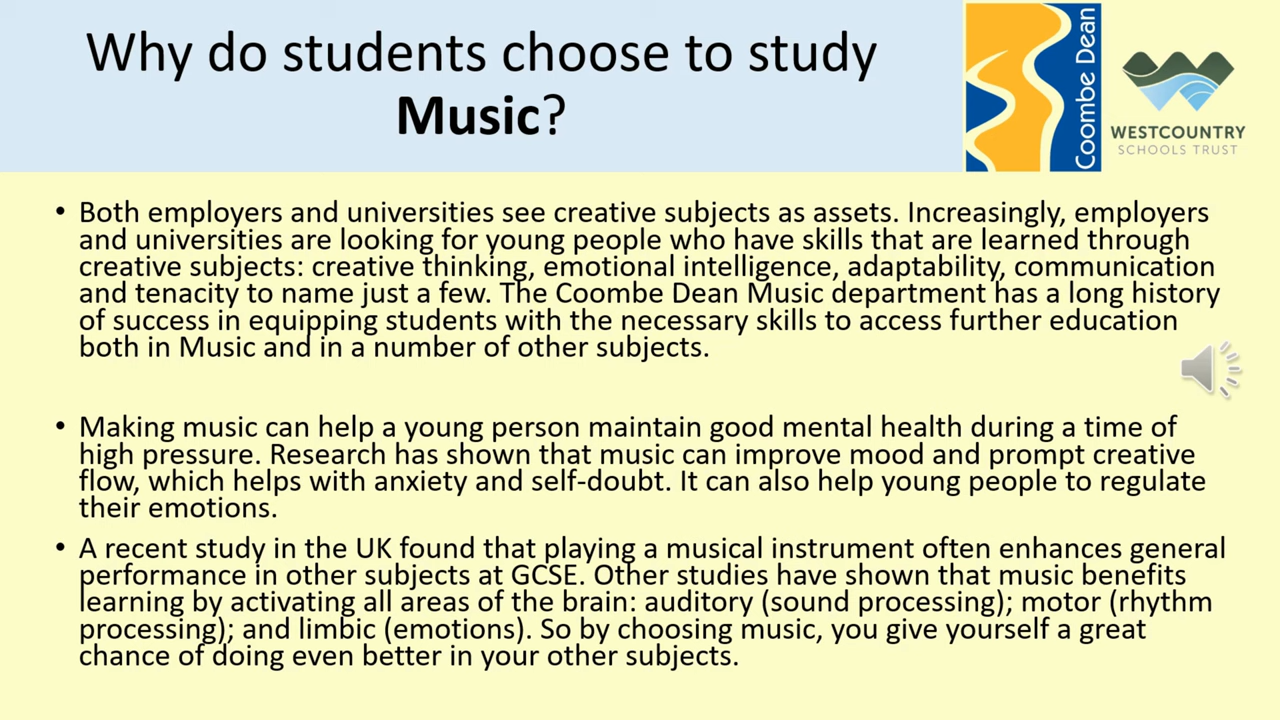 Why do students choose to study
Music?
Coombe Dean
WESTCOUNTRY
SCHOOLS TRUST
• Both employers and universities see creative subjects as assets. Increasingly, employers
and universities are looking for young people who have skills that are learned through
creative subjects: creative thinking, emotional intelligence, adaptability, communication
and tenacity to name just a few. The Coombe Dean Music department has a long history
of success in equipping students with the necessary skills to access further education
both in Music and in a number of other subjects.
• Making music can help a young person maintain good mental health during a time of
high pressure. Research has shown that music can improve mood and prompt creative
flow, which helps with anxiety and self-doubt. It can also help young people to regulate
their emotions.
• A recent study in the UK found that playing a musical instrument often enhances general
performance in other subjects at GCSE. Other studies have shown that music benefits
learning by activating all areas of the brain: auditory (sound processing); motor (rhythm
processing); and limbic (emotions). So by choosing music, you give yourself a great
chance of doing even better in your other subjects.